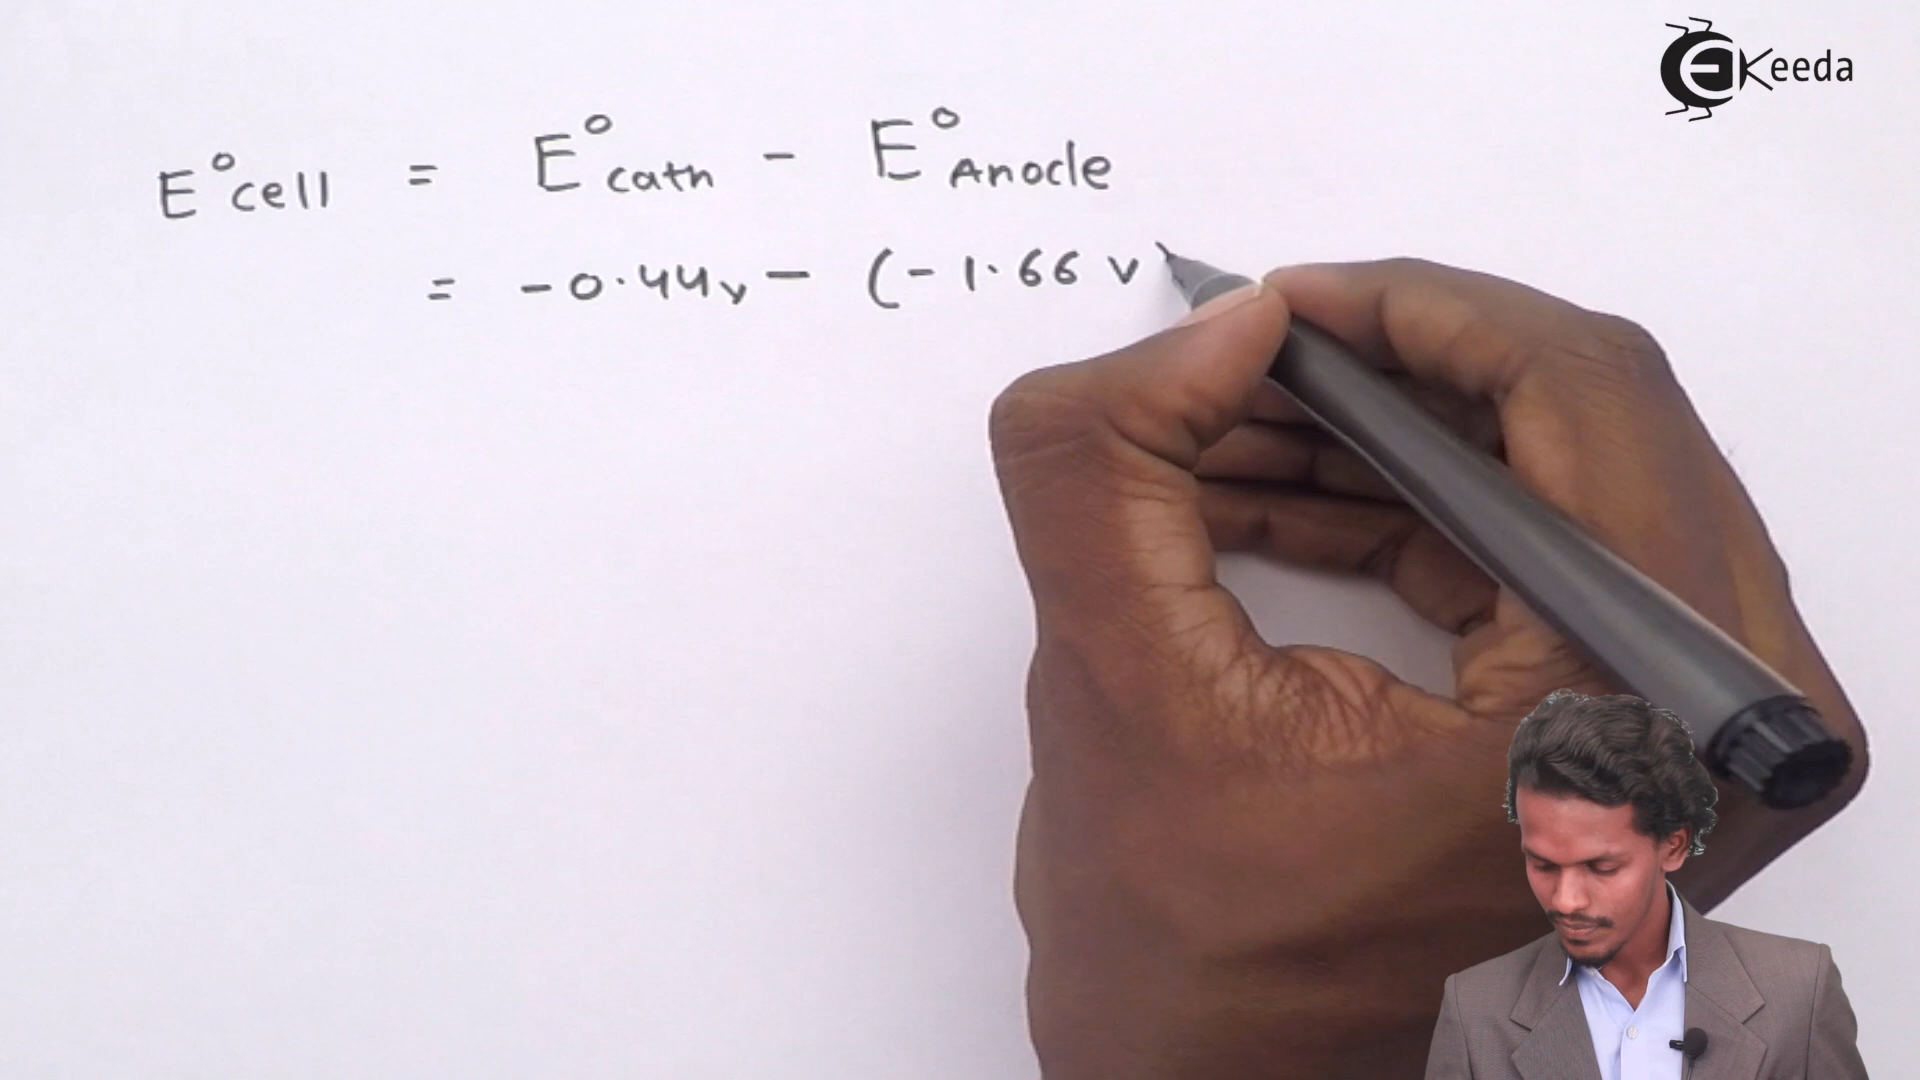 EKeeda
E°cell = E°cath - E°Anode
= -0.44v - (-1.66 v)